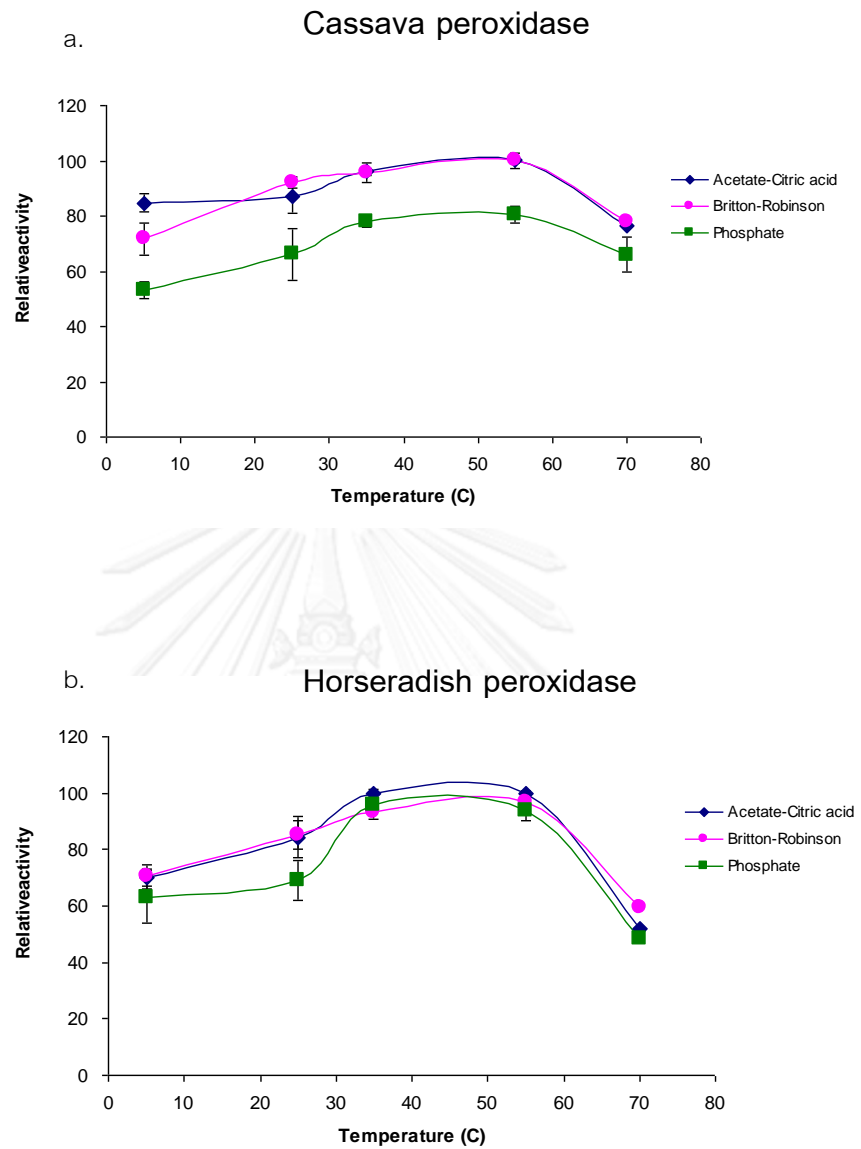 a.
Cassava peroxidase
120
100
80
60
40
20
0
0 10 20 30 40 50 60 70 80
Relativeactivity
Temperature (C)
Acetate-Citric acid
Britton-Robinson
Phosphate
b.
Horseradish peroxidase
120
100
80
60
40
20
0
0 10 20 30 40 50 60 70 80
Relativeactivity
Temperature (C)
Acetate-Citric acid
Britton-Robinson
Phosphate